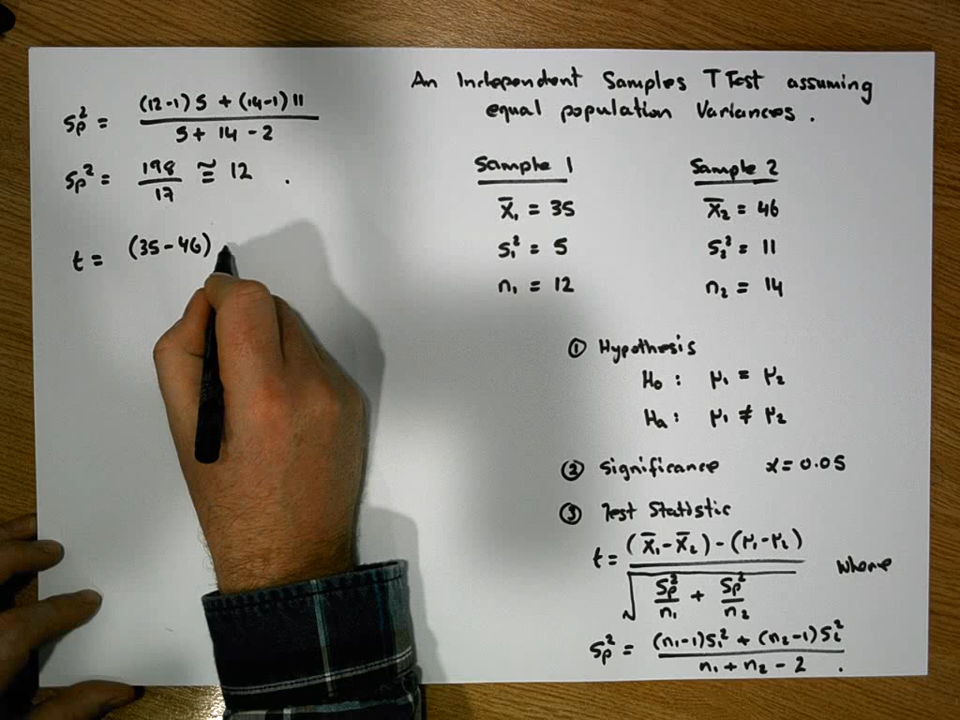 An Independent Samples T Test assuming
equal population Variances.
Sp² = (12-1)5 + (14-1)11 / 5 + 14 - 2
Sp² = 198 / 17 ≅ 12 .
t = (35-46)
Sample 1
x̄₁ = 35
S₁² = 5
n₁ = 12
Sample 2
x̄₂ = 46
S₂² = 11
n₂ = 14
① Hypothesis
H₀ : μ₁ = μ₂
Hₐ : μ₁ ≠ μ₂
② Significance α = 0.05
③ Test Statistic
t = (x̄₁-x̄₂) - (μ₁-μ₂) / √(Sp²/n₁ + Sp²/n₂) where
Sp² = (n₁-1)S₁² + (n₂-1)S₂² / n₁ + n₂ - 2 .